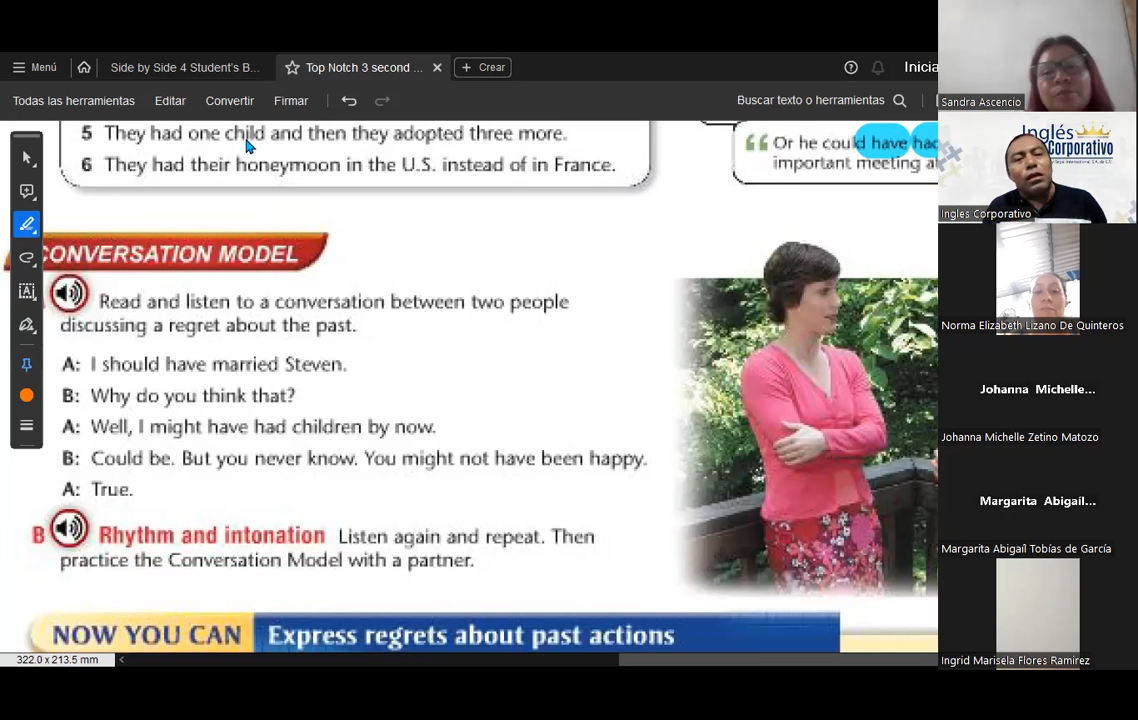 Menú
Side by Side 4 Student's B...
Top Notch 3 second ...
Crear
Inicia
Todas las herramientas
Editar
Convertir
Firmar
Buscar texto o herramientas
5 They had one child and then they adopted three more.
6 They had their honeymoon in the U.S. instead of in France.
Or he could have had
important meeting a
CONVERSATION MODEL
Read and listen to a conversation between two people
discussing a regret about the past.
A: I should have married Steven.
B: Why do you think that?
A: Well, I might have had children by now.
B: Could be. But you never know. You might not have been happy.
A: True.
B Rhythm and intonation Listen again and repeat. Then
practice the Conversation Model with a partner.
NOW YOU CAN Express regrets about past actions
322.0 x 213.5 mm
Sandra Ascencio
Inglés
Corporativo
Ingles Corporativo
Norma Elizabeth Lizano De Quinteros
Johanna Michelle...
Johanna Michelle Zetino Matozo
Margarita Abigaíl...
Margarita Abigaíl Tobías de García
Ingrid Marisela Flores Ramirez